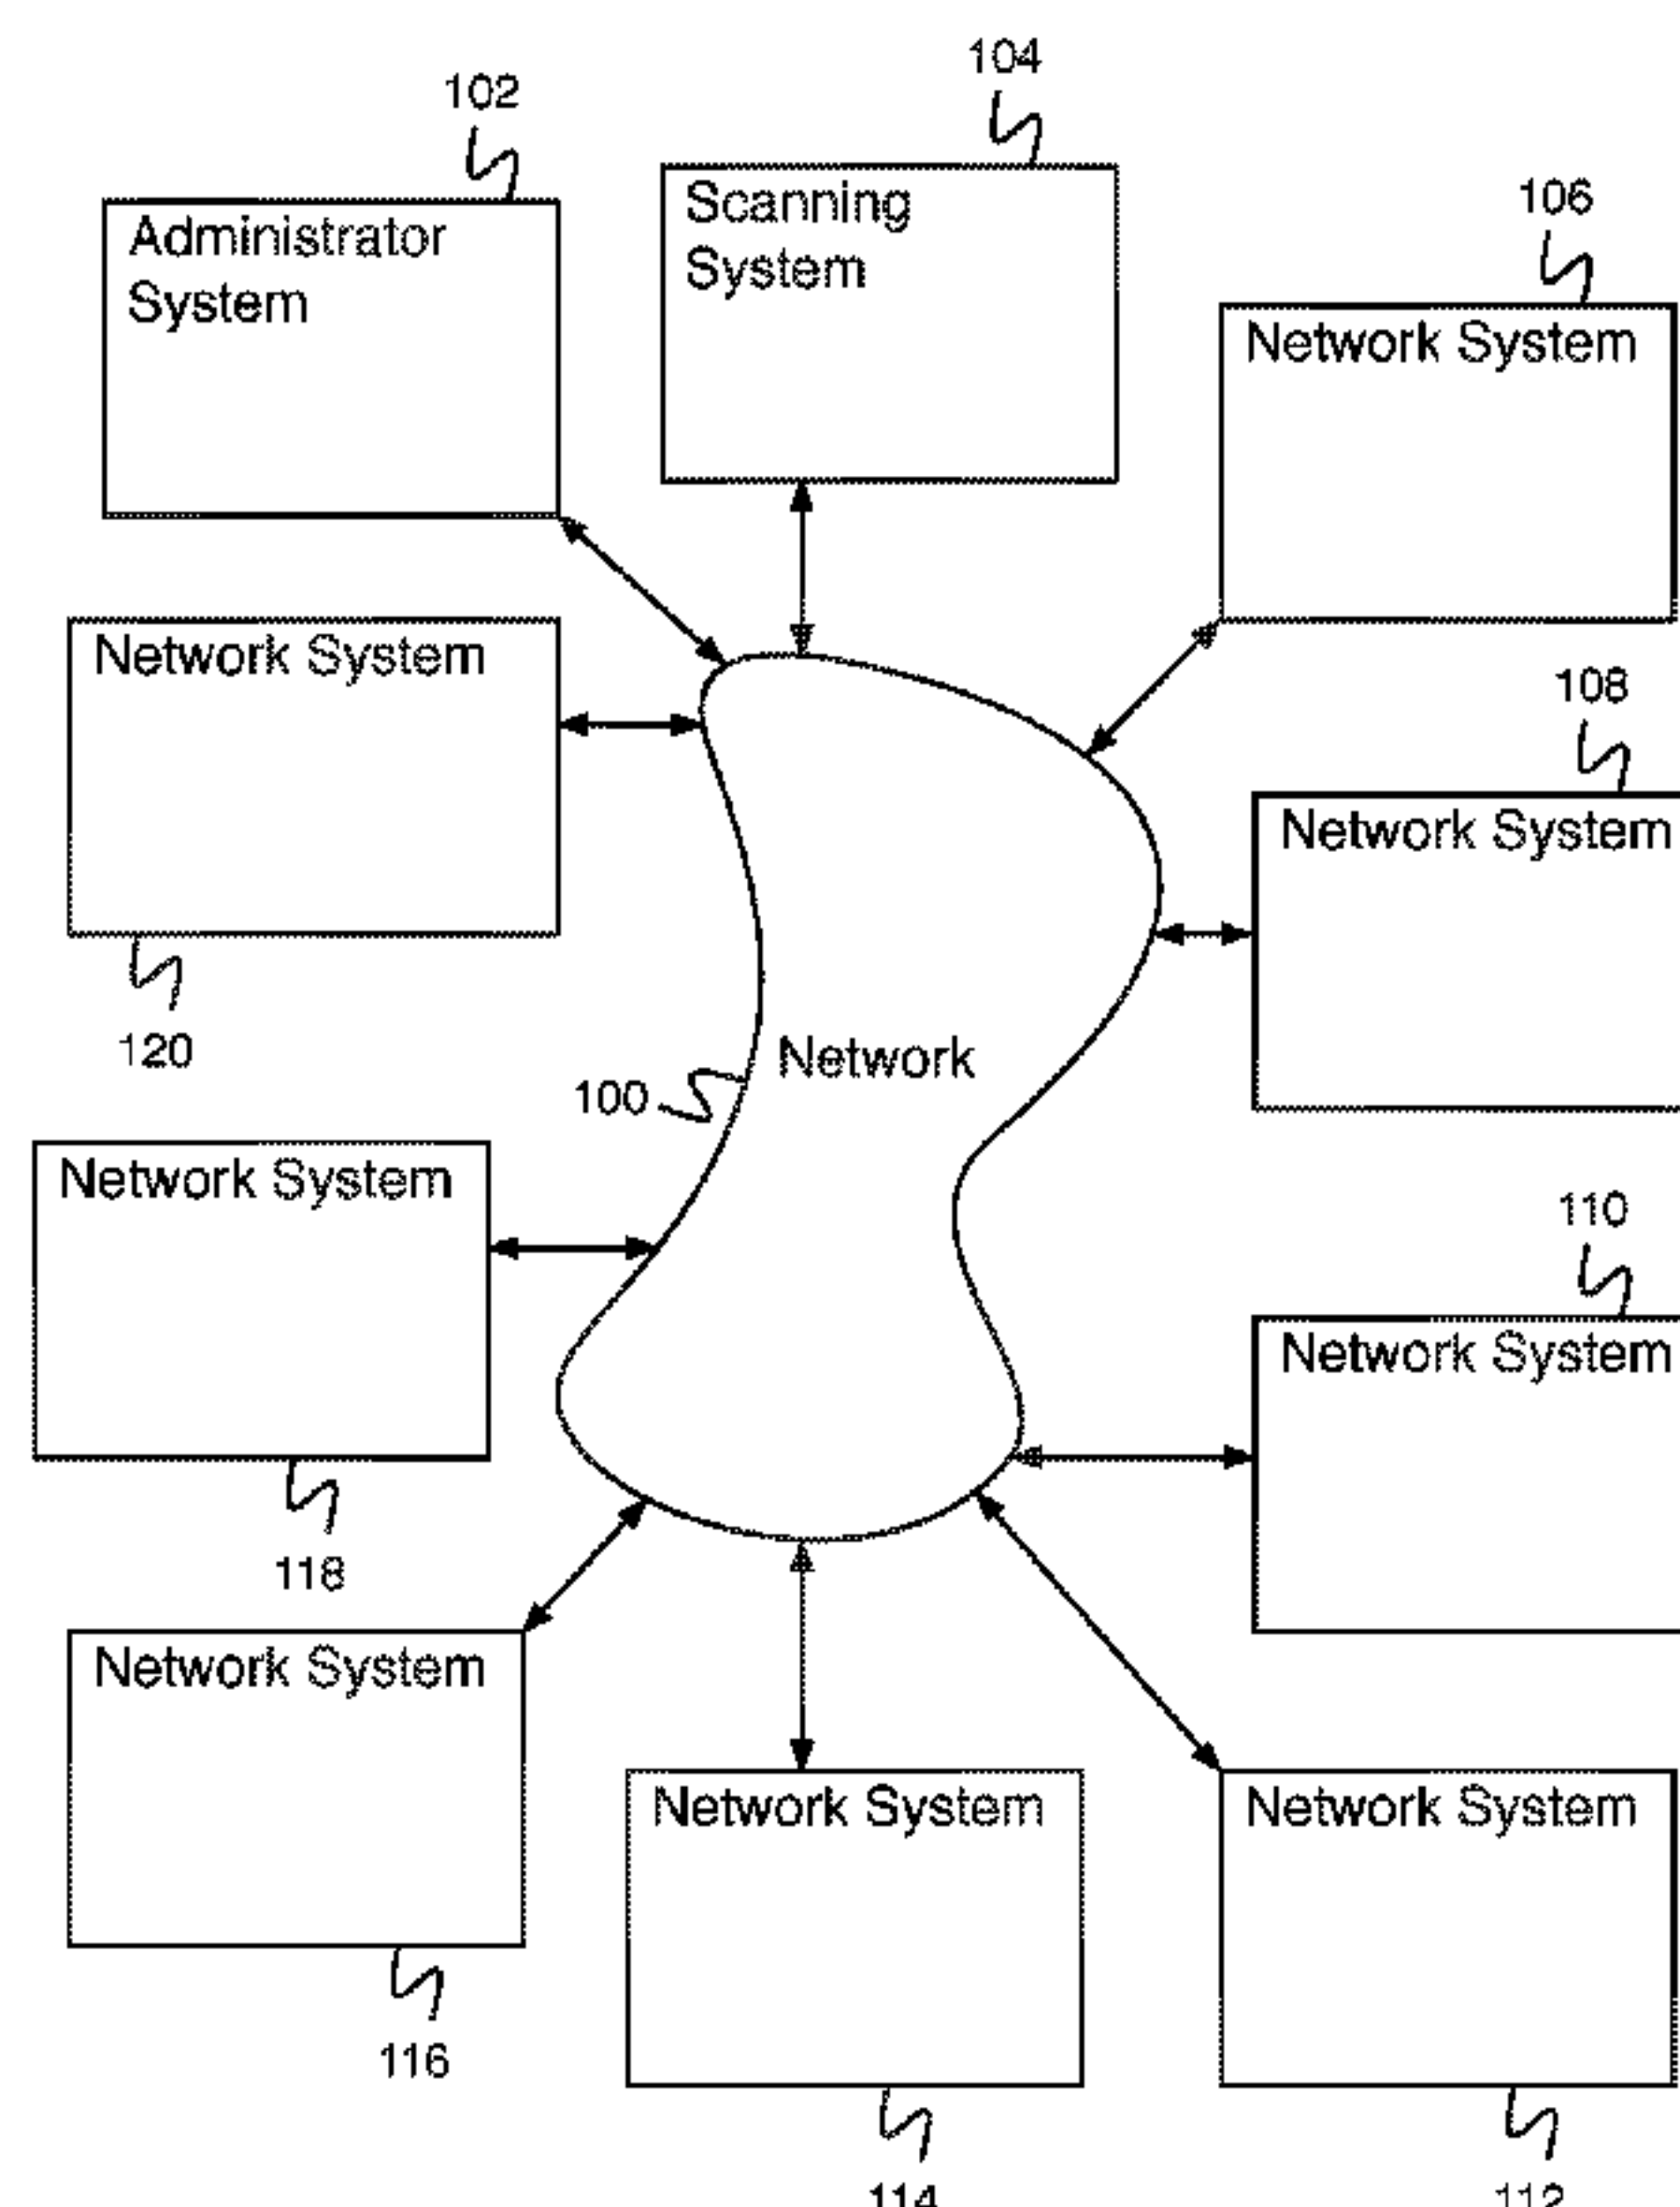 104
102
Scanning
System
106
Administrator
System
Network System
Network System
108
Network System
120
Network
100
Network System
110
Network System
118
Network System
Network System
Network System
116
114
112